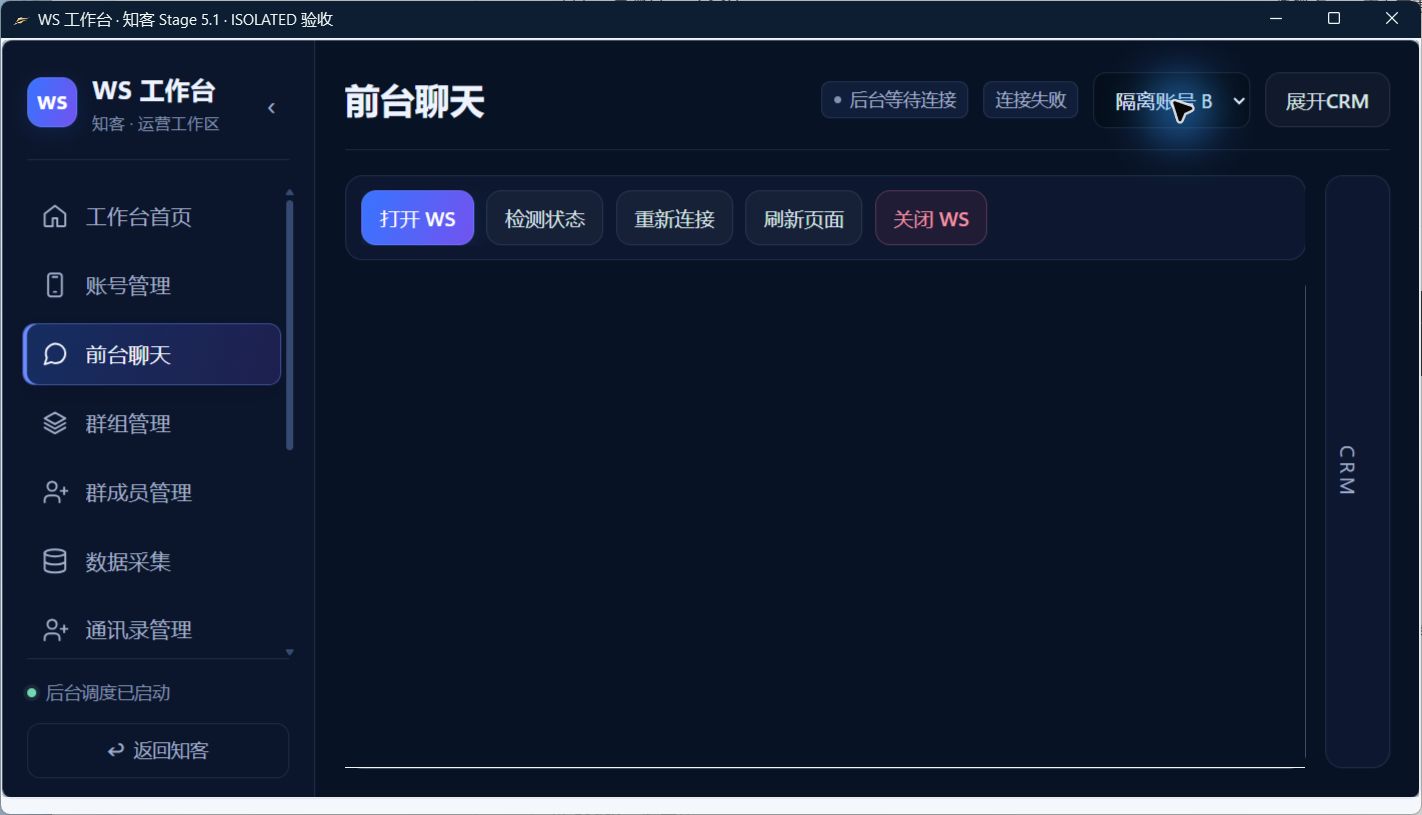 WS 工作台 · 知客 Stage 5.1 · ISOLATED 验收
WS
WS 工作台
知客 · 运营工作区
工作台首页
账号管理
前台聊天
群组管理
群成员管理
数据采集
通讯录管理
后台调度已启动
返回知客
前台聊天
后台等待连接
连接失败
隔离账号 B
展开CRM
打开 WS
检测状态
重新连接
刷新页面
关闭 WS
CRM